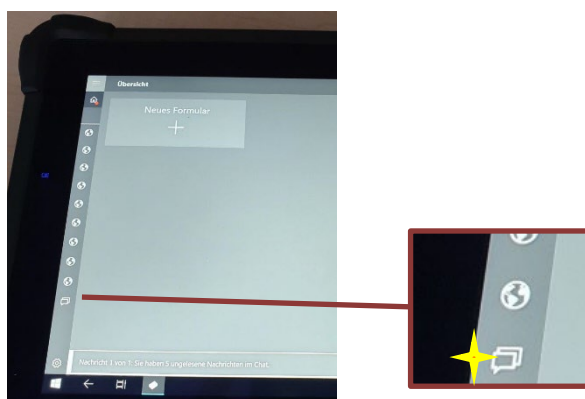 Übersicht
Neues Formular
Nachricht 1 von 1: Sie haben 5 ungelesene Nachrichten im Chat.